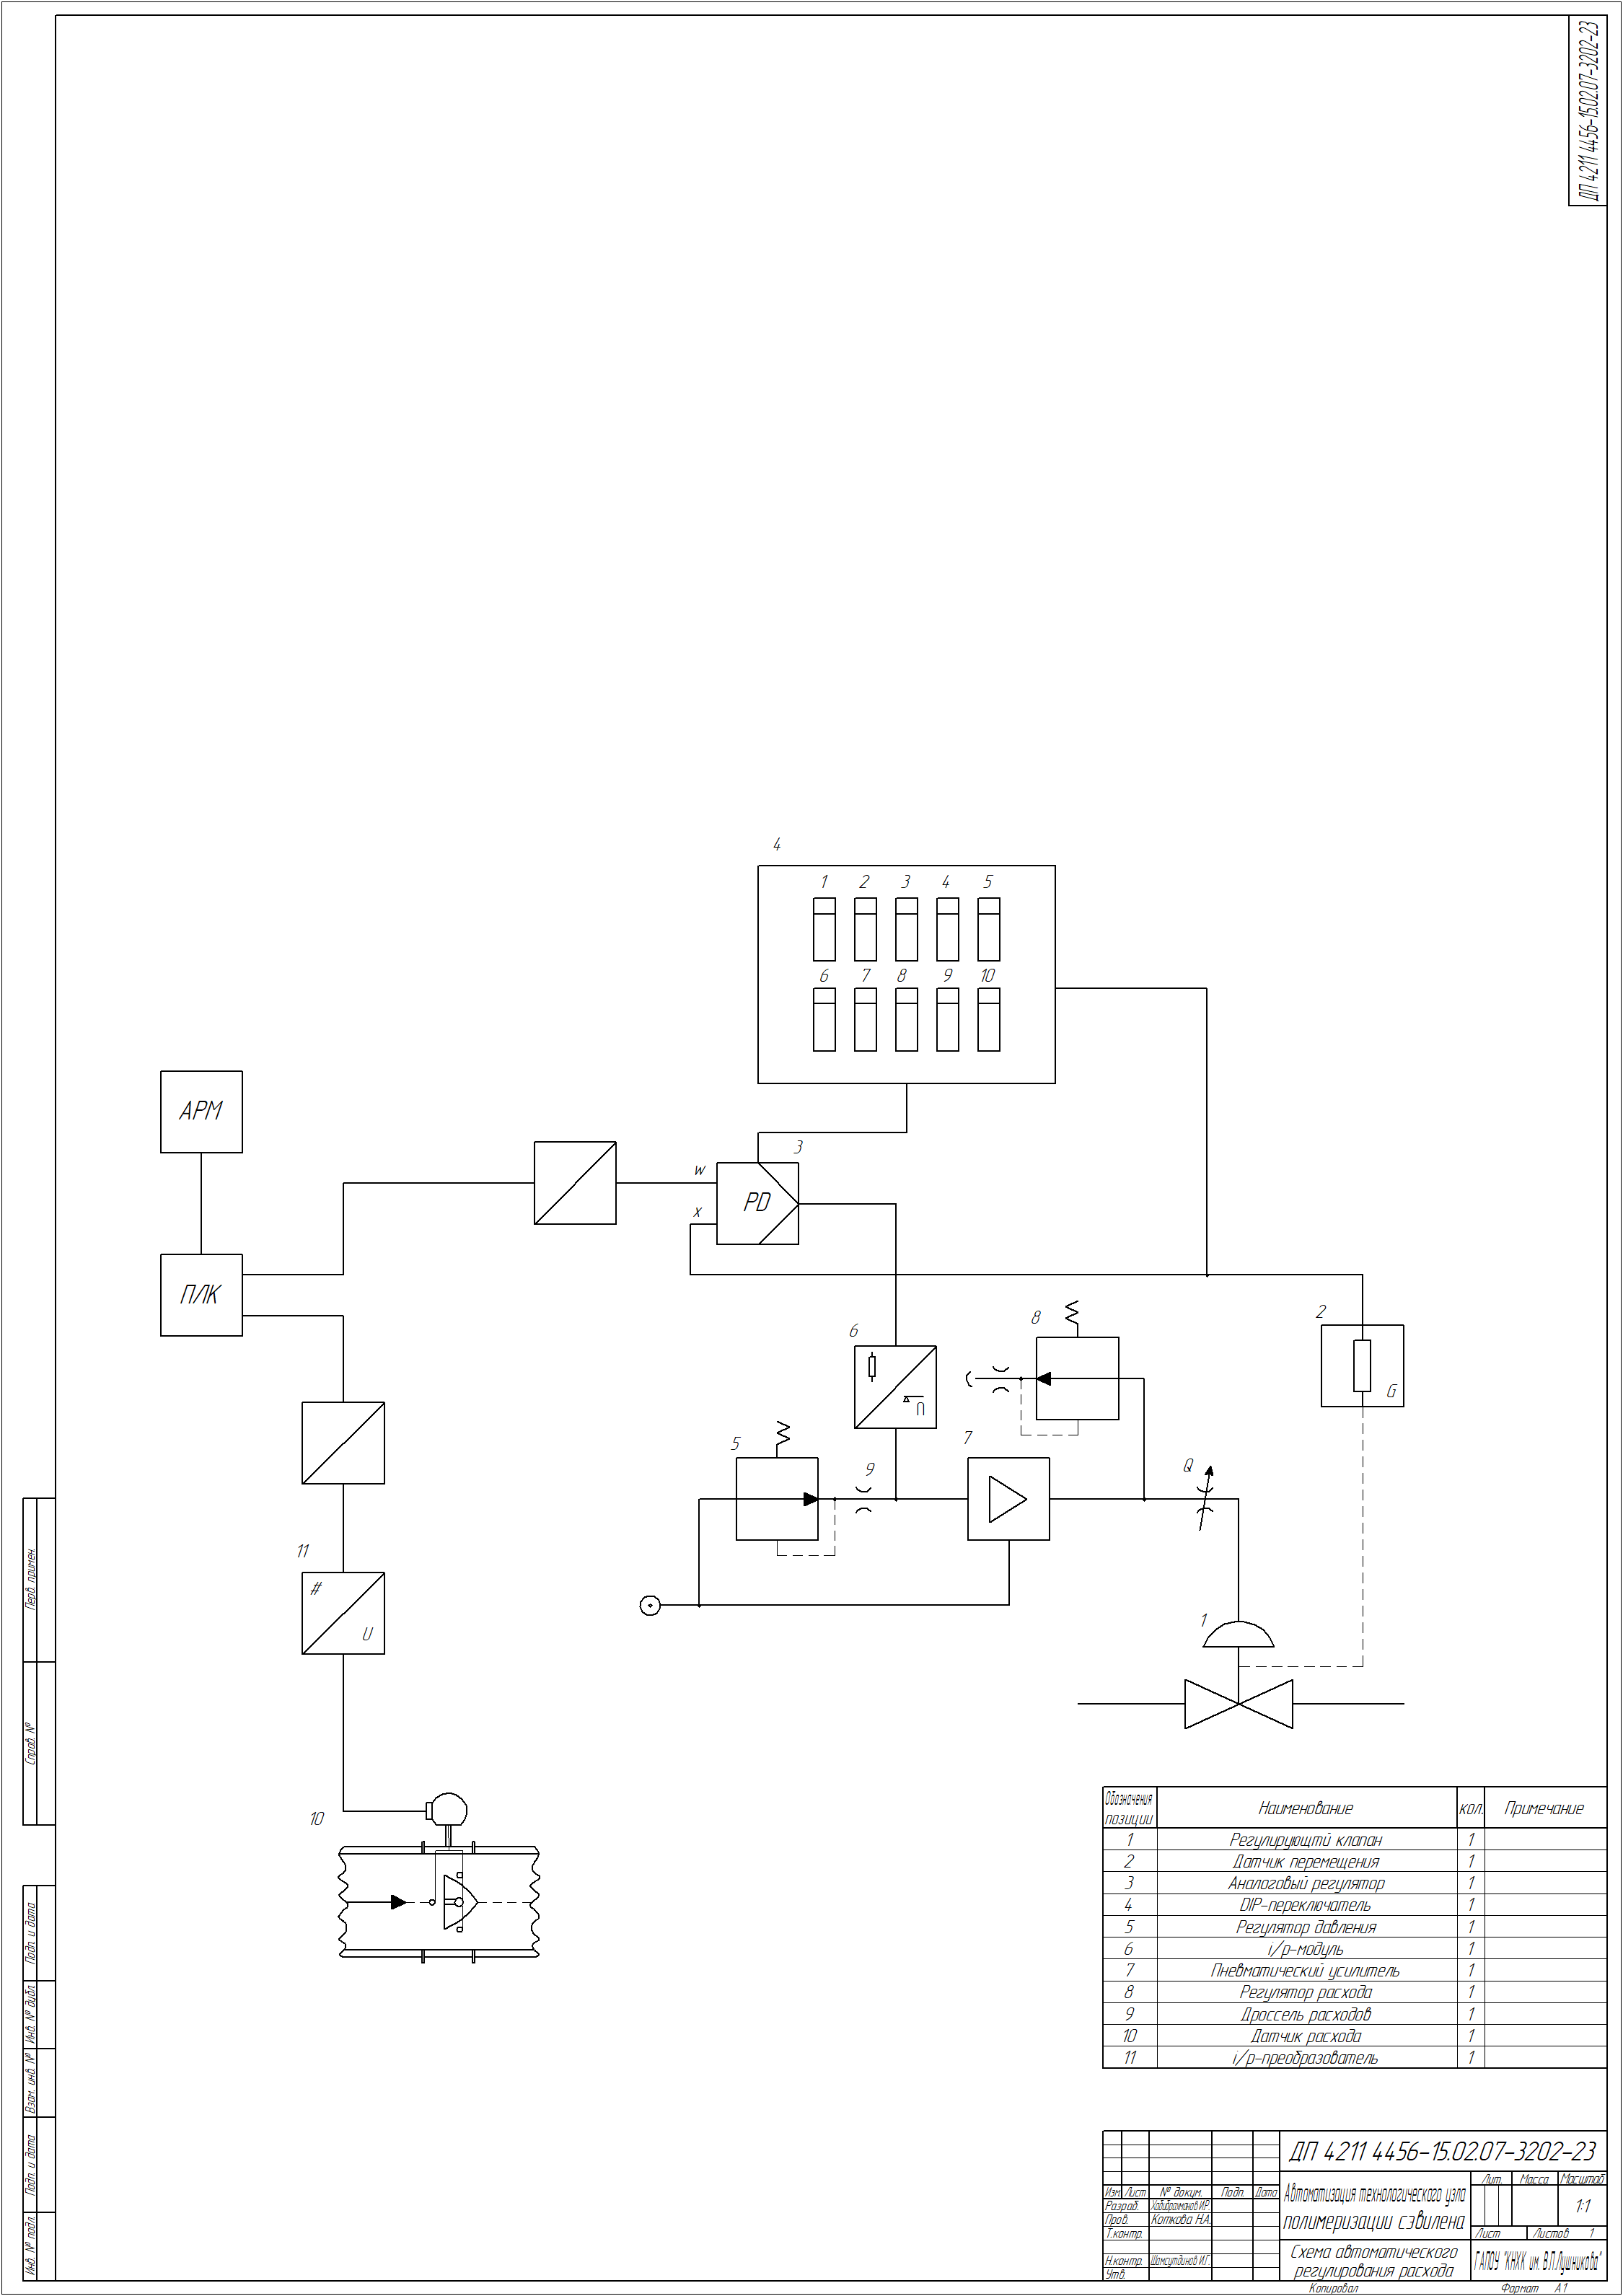 ДП 4211 4456-15.02.07-3202-23
4
1 2 3 4 5
6 7 8 9 10
АРМ
ПЛК
w
x
3
PD
6
8
2
G
5
9
7
Q
11
#
U
1
10
Перв. примен.
Справ. №
Подп. и дата
Инв. № дубл.
Взам. инв. №
Подп. и дата
Инв. № подл.
Обозначения позиции Наименование кол. Примечание
1 Регулирующтй клапан 1
2 Датчик перемещения 1
3 Аналоговый регулятор 1
4 DIP-переключатель 1
5 Регулятор давления 1
6 i/p-модуль 1
7 Пневматический усилитель 1
8 Регулятор расхода 1
9 Дроссель расходов 1
10 Датчик расхода 1
11 i/p-преобразователь 1
ДП 4211 4456-15.02.07-3202-23
Изм. Лист № докум. Подп. Дата
Разраб.
Пров. Коткова Н.А.
Т.контр.
Н.контр. Шамсутдинов И.Г.
Утв.
Автоматизация технологического узла
полимеризации сэвилена
Лит. Масса Масштаб
1:1
Лист Листов 1
Схема автоматического
регулирования расхода
ГАПОУ "КНХК им. В.П.Лушникова"
Копировал Формат А1